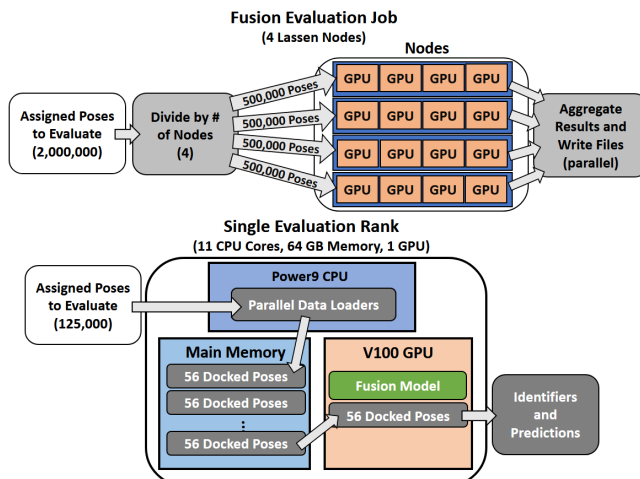 Fusion Evaluation Job
(4 Lassen Nodes)
Nodes
Assigned Poses
to Evaluate
(2,000,000)
Divide by #
of Nodes
(4)
500,000 Poses
500,000 Poses
500,000 Poses
500,000 Poses
GPU GPU GPU GPU
GPU GPU GPU GPU
GPU GPU GPU GPU
GPU GPU GPU GPU
Aggregate
Results and
Write Files
(parallel)
Single Evaluation Rank
(11 CPU Cores, 64 GB Memory, 1 GPU)
Assigned Poses
to Evaluate
(125,000)
Power9 CPU
Parallel Data Loaders
Main Memory
56 Docked Poses
56 Docked Poses
⋮
56 Docked Poses
V100 GPU
Fusion Model
56 Docked Poses
Identifiers
and
Predictions